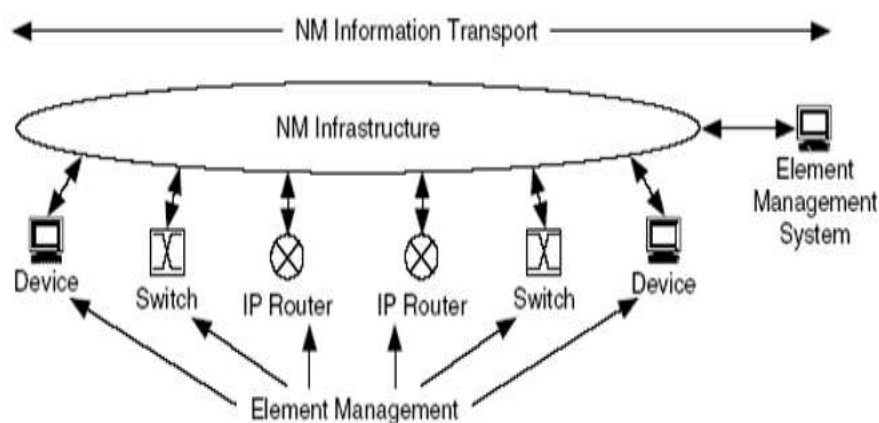 NM Information Transport
NM Infrastructure
Element
Management
System
Device
Switch
IP Router
IP Router
Switch
Device
Element Management